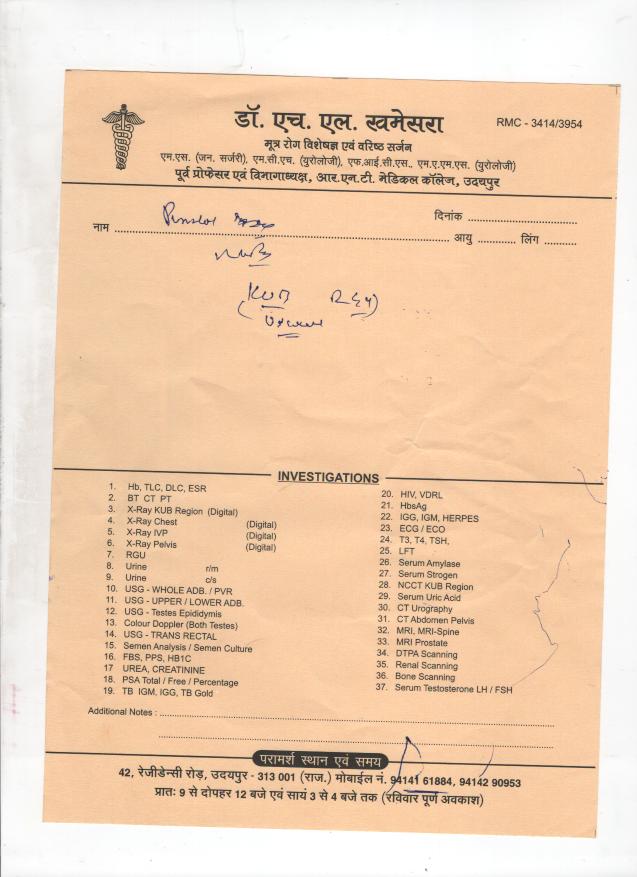 डॉ. एच. एल. खमेसरा
RMC - 3414/3954
मूत्र रोग विशेषज्ञ एवं वरिष्ठ सर्जन
एम.एस. (जन. सर्जरी), एम.सी.एच. (यूरोलोजी), एफ.आई.सी.एस., एम.ए.एम.एस. (यूरोलोजी)
पूर्व प्रोफेसर एवं विभागाध्यक्ष, आर.एन.टी. मेडिकल कॉलेज, उदयपुर
दिनांक
नाम
आयु लिंग
(KUB
INVESTIGATIONS
1. Hb, TLC, DLC, ESR
2. BT CT PT
3. X-Ray KUB Region (Digital)
4. X-Ray Chest (Digital)
5. X-Ray IVP (Digital)
6. X-Ray Pelvis (Digital)
7. RGU
8. Urine r/m
9. Urine c/s
10. USG - WHOLE ADB. / PVR
11. USG - UPPER / LOWER ADB.
12. USG - Testes Epididymis
13. Colour Doppler (Both Testes)
14. USG - TRANS RECTAL
15. Semen Analysis / Semen Culture
16. FBS, PPS, HB1C
17 UREA, CREATININE
18. PSA Total / Free / Percentage
19. TB IGM, IGG, TB Gold
20. HIV, VDRL
21. HbsAg
22. IGG, IGM, HERPES
23. ECG / ECO
24. T3, T4, TSH,
25. LFT
26. Serum Amylase
27. Serum Strogen
28. NCCT KUB Region
29. Serum Uric Acid
30. CT Urography
31. CT Abdomen Pelvis
32. MRI, MRI-Spine
33. MRI Prostate
34. DTPA Scanning
35. Renal Scanning
36. Bone Scanning
37. Serum Testosterone LH / FSH
Additional Notes :
परामर्श स्थान एवं समय
42, रेजीडेन्सी रोड़, उदयपुर - 313 001 (राज.) मोबाईल नं. 94141 61884, 94142 90953
प्रातः 9 से दोपहर 12 बजे एवं सायं 3 से 4 बजे तक (रविवार पूर्ण अवकाश)